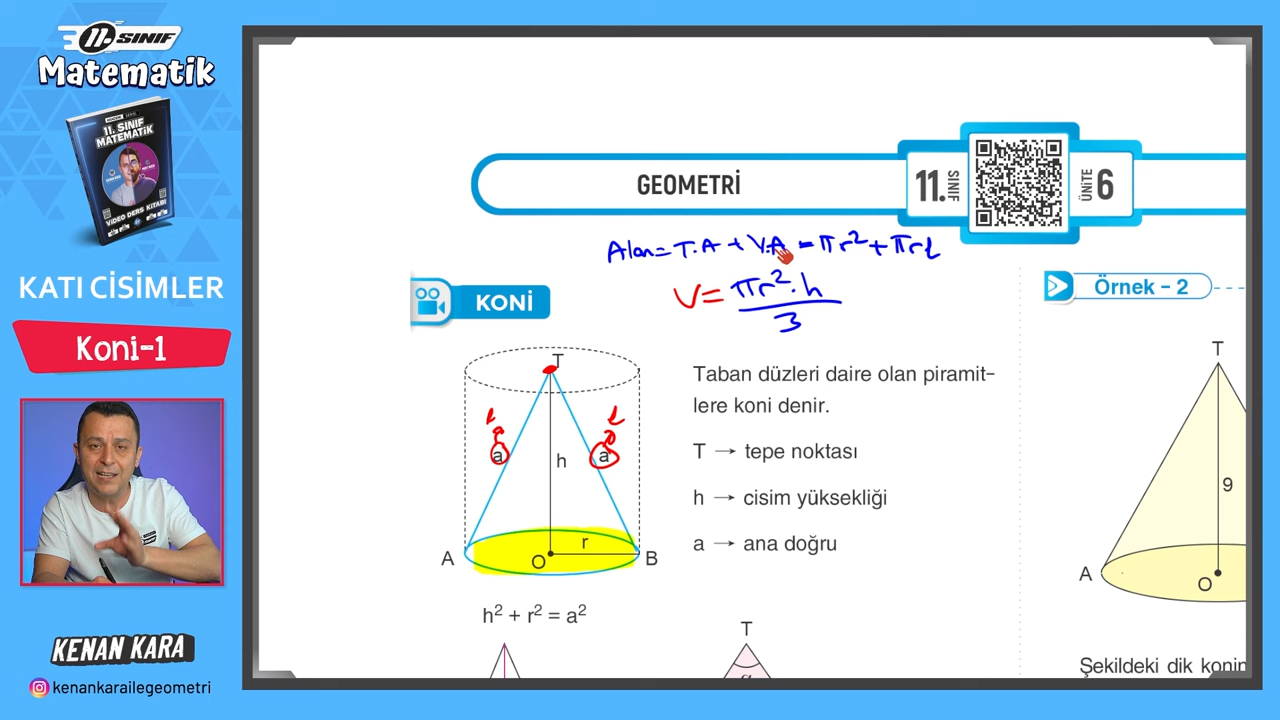 11. SINIF
Matematik
11. SINIF
MATEMATİK
VİDEO DERS KİTABI
KATI CİSİMLER
Koni-1
KENAN KARA
kenankarailegeometri
GEOMETRİ
11.
SINIF
ÜNİTE
6
Alan = T.A + Y.A = πr² + πrl
V = πr².h
3
KONİ
T
l
l
a
a
h
r
A
O
B
h² + r² = a²
Taban düzleri daire olan piramit-
lere koni denir.
T → tepe noktası
h → cisim yüksekliği
a → ana doğru
T
α
Örnek - 2
T
9
A
O
Şekildeki dik konin